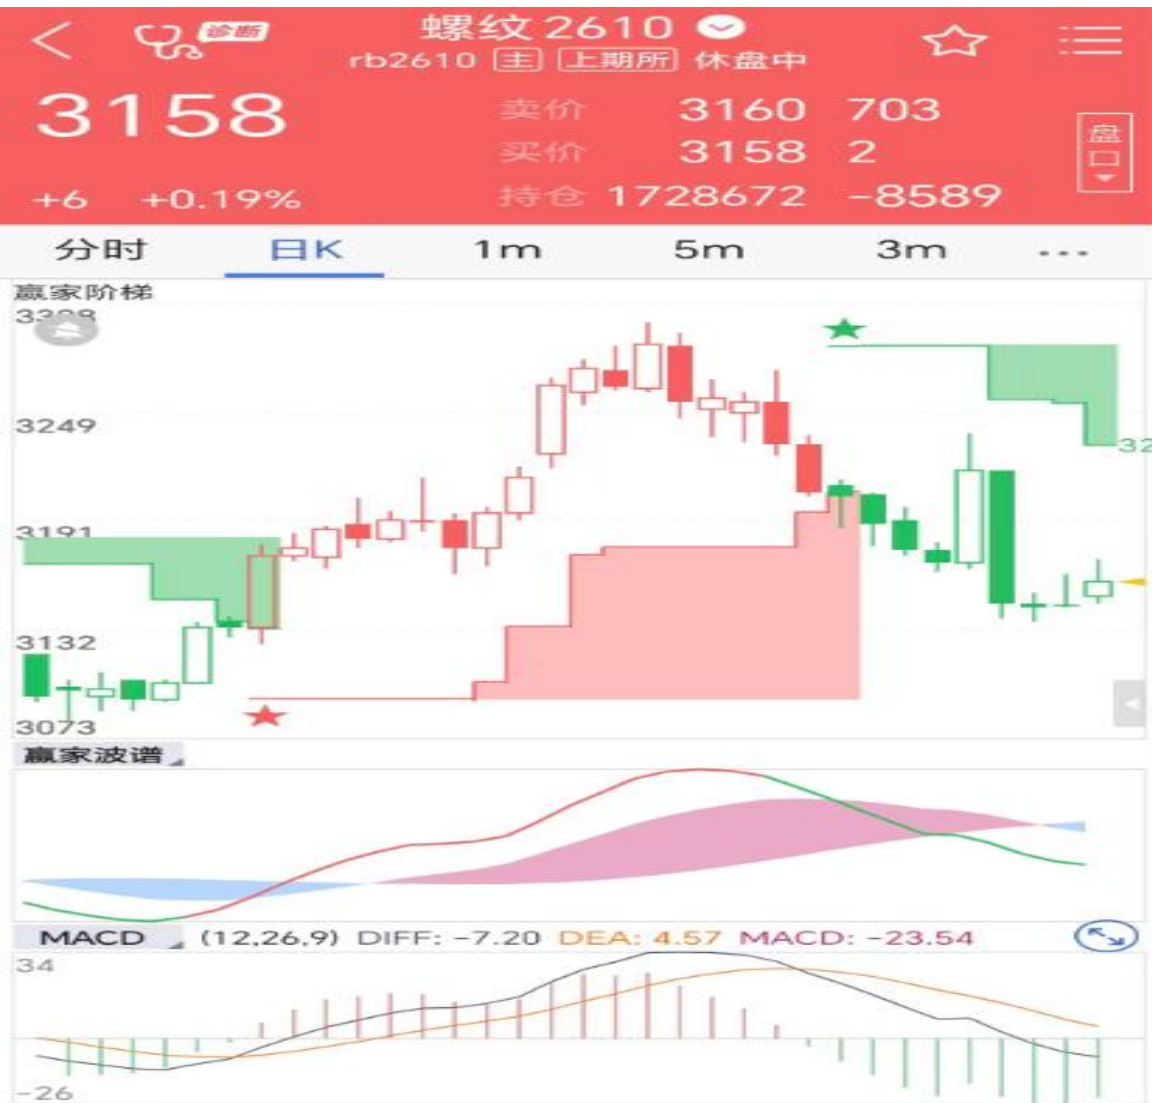 诊断 螺纹2610
rb2610 主 上期所 休盘中
3158 卖价 3160 703
买价 3158 2
盘口
+6 +0.19% 持仓 1728672 -8589
分时 日K 1m 5m 3m ...
赢家阶梯
3249
32
3191
3132
3073
赢家波谱
MACD (12,26,9) DIFF: -7.20 DEA: 4.57 MACD: -23.54
34
-26